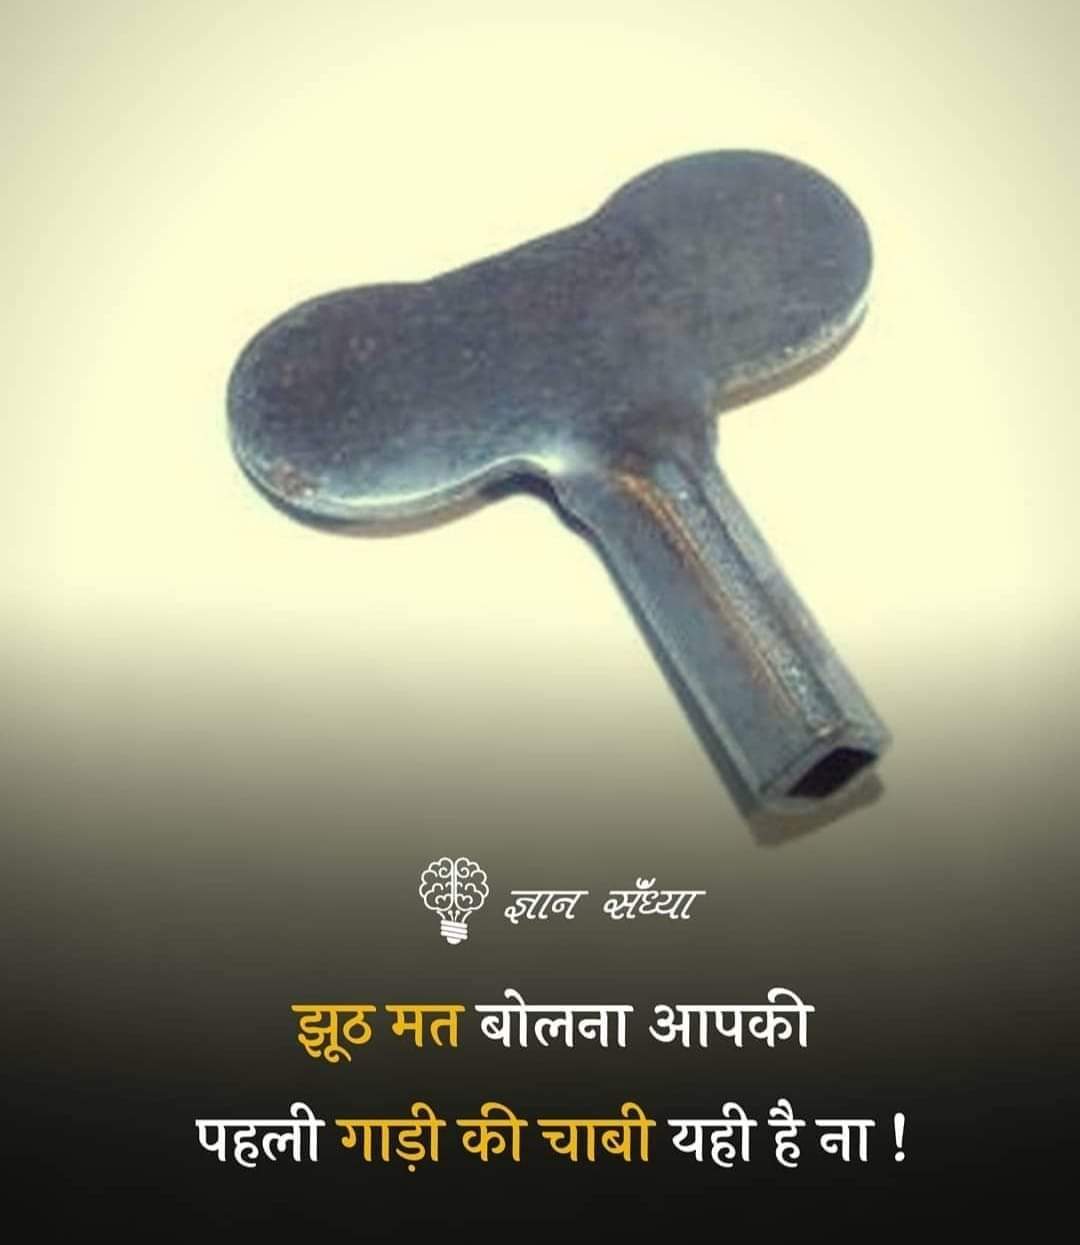 ज्ञान सँध्या
झूठ मत बोलना आपकी
पहली गाड़ी की चाबी यही है ना !